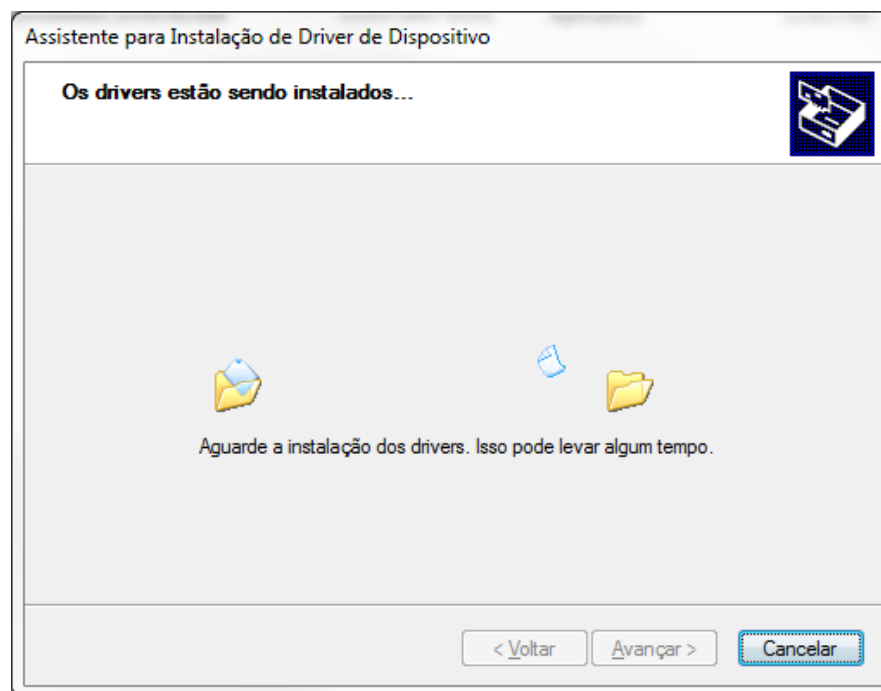 Assistente para Instalação de Driver de Dispositivo
Os drivers estão sendo instalados...
Aguarde a instalação dos drivers. Isso pode levar algum tempo.
< Voltar
Avançar >
Cancelar